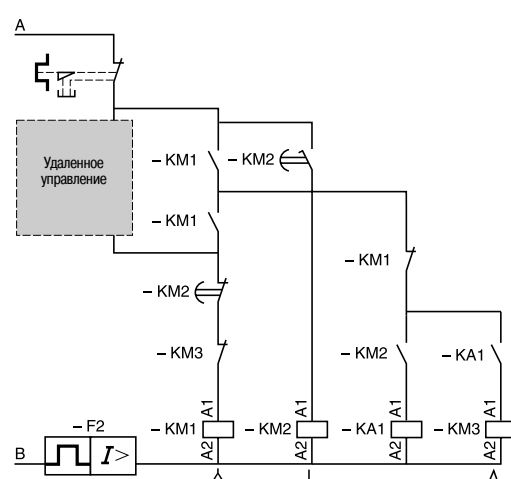 A
Удаленное
управление
– KM1
– KM2
– KM1
– KM1
– KM2
– KM3
– KM2
– KA1
A1
A1
A1
A1
– F2
– KM1
– KM2
– KA1
– KM3
A2
A2
A2
A2
B
I >